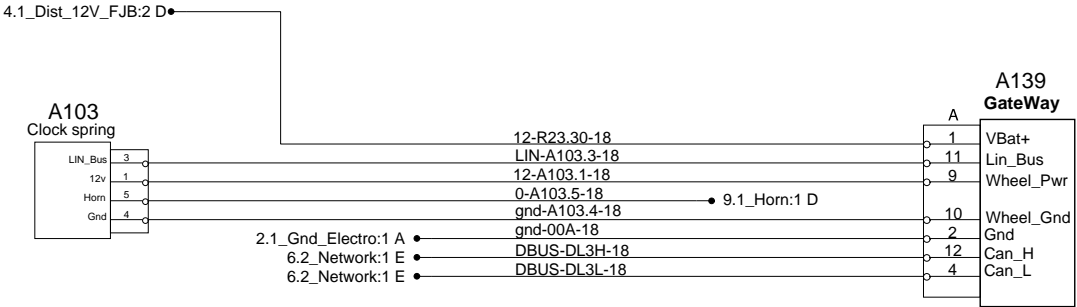 4.1_Dist_12V_FJB:2 D
A139
GateWay
A103
Clock spring
A
12-R23.30-18
1 VBat+
LIN_Bus 3
LIN-A103.3-18
11 Lin_Bus
12v 1
12-A103.1-18
9 Wheel_Pwr
Horn 5
0-A103.5-18
9.1_Horn:1 D
Gnd 4
gnd-A103.4-18
10 Wheel_Gnd
2.1_Gnd_Electro:1 A
gnd-00A-18
2 Gnd
6.2_Network:1 E
DBUS-DL3H-18
12 Can_H
6.2_Network:1 E
DBUS-DL3L-18
4 Can_L